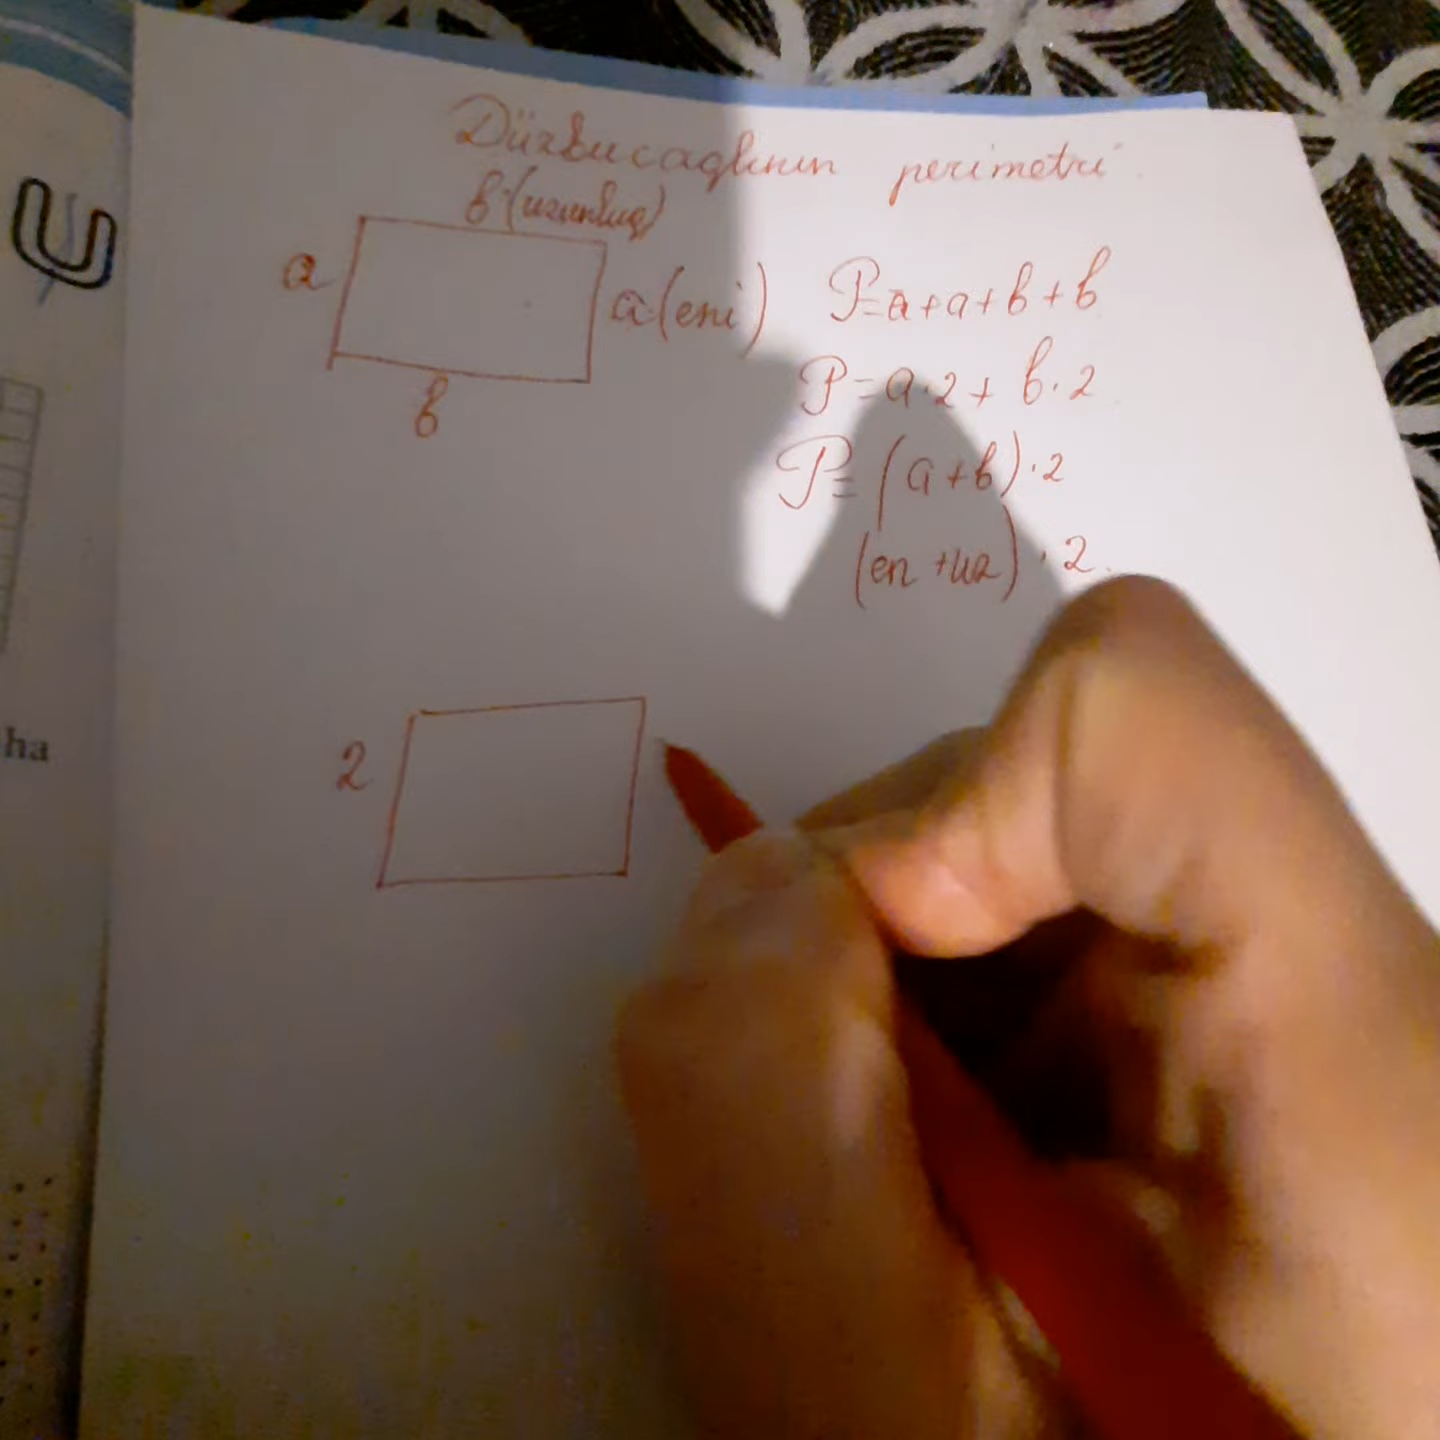 Düzbucaqlının perimetri
b (uzunluq)
a
a (eni)
b
P=a+a+b+b
P=a·2+b·2
P=(a+b)·2
(en+uz)·2
2
ha